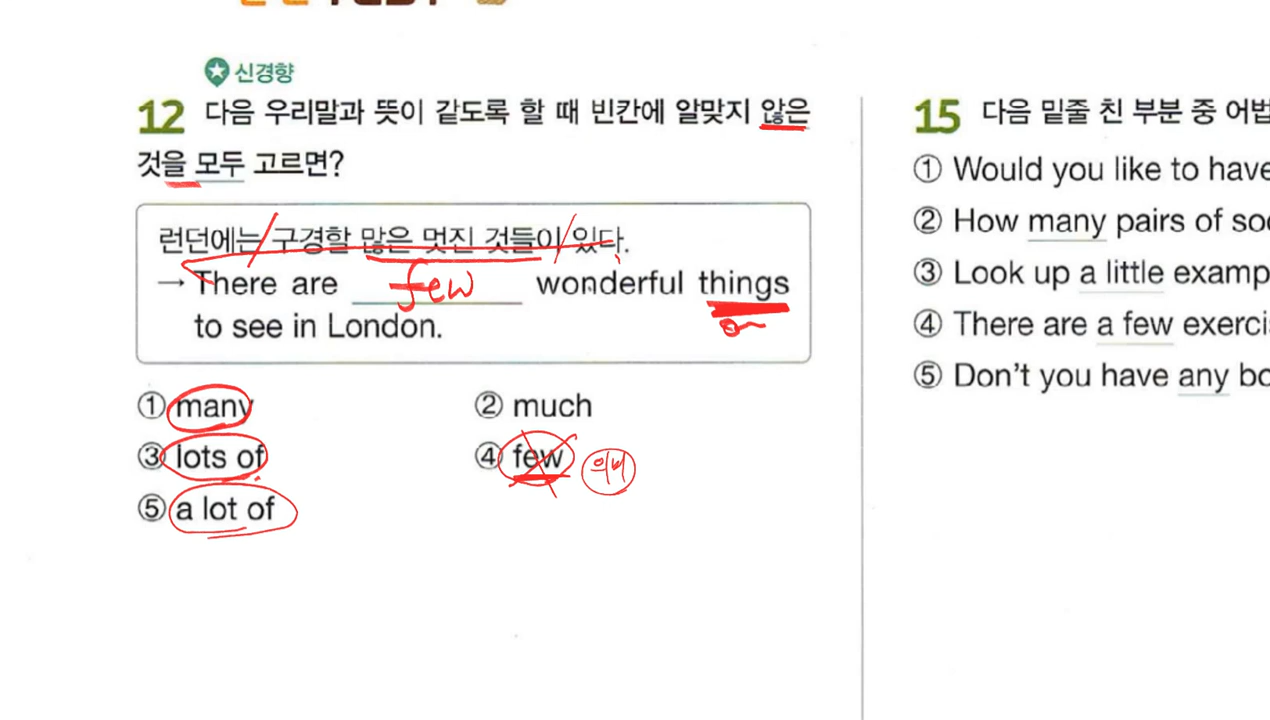 신경향
12 다음 우리말과 뜻이 같도록 할 때 빈칸에 알맞지 않은
것을 모두 고르면?
런던에는 구경할 많은 멋진 것들이 있다.
→ There are few wonderful things
to see in London.
① many ② much
③ lots of ④ few 의미
⑤ a lot of
15 다음 밑줄 친 부분 중 어법
① Would you like to have
② How many pairs of so
③ Look up a little examp
④ There are a few exerci
⑤ Don't you have any bo